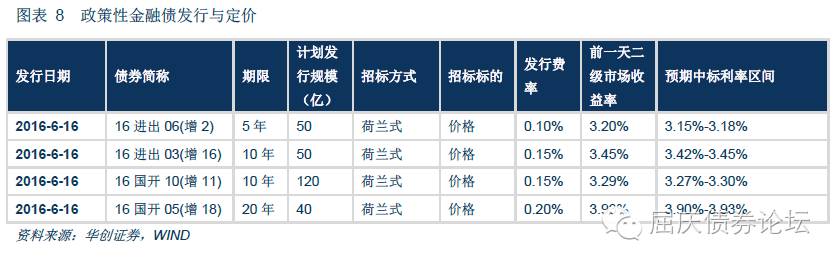 图表 8 政策性金融债发行与定价
发行日期 债券简称 期限 计划发行规模（亿） 招标方式 招标标的 发行费率 前一天二级市场收益率 预期中标利率区间
2016-6-16 16 进出 06(增 2) 5 年 50 荷兰式 价格 0.10% 3.20% 3.15%-3.18%
2016-6-16 16 进出 03(增 16) 10 年 50 荷兰式 价格 0.15% 3.45% 3.42%-3.45%
2016-6-16 16 国开 10(增 11) 10 年 120 荷兰式 价格 0.15% 3.29% 3.27%-3.30%
2016-6-16 16 国开 05(增 18) 20 年 40 荷兰式 价格 0.20% 3.90%-3.93%
资料来源：华创证券，WIND
屈庆债券论坛